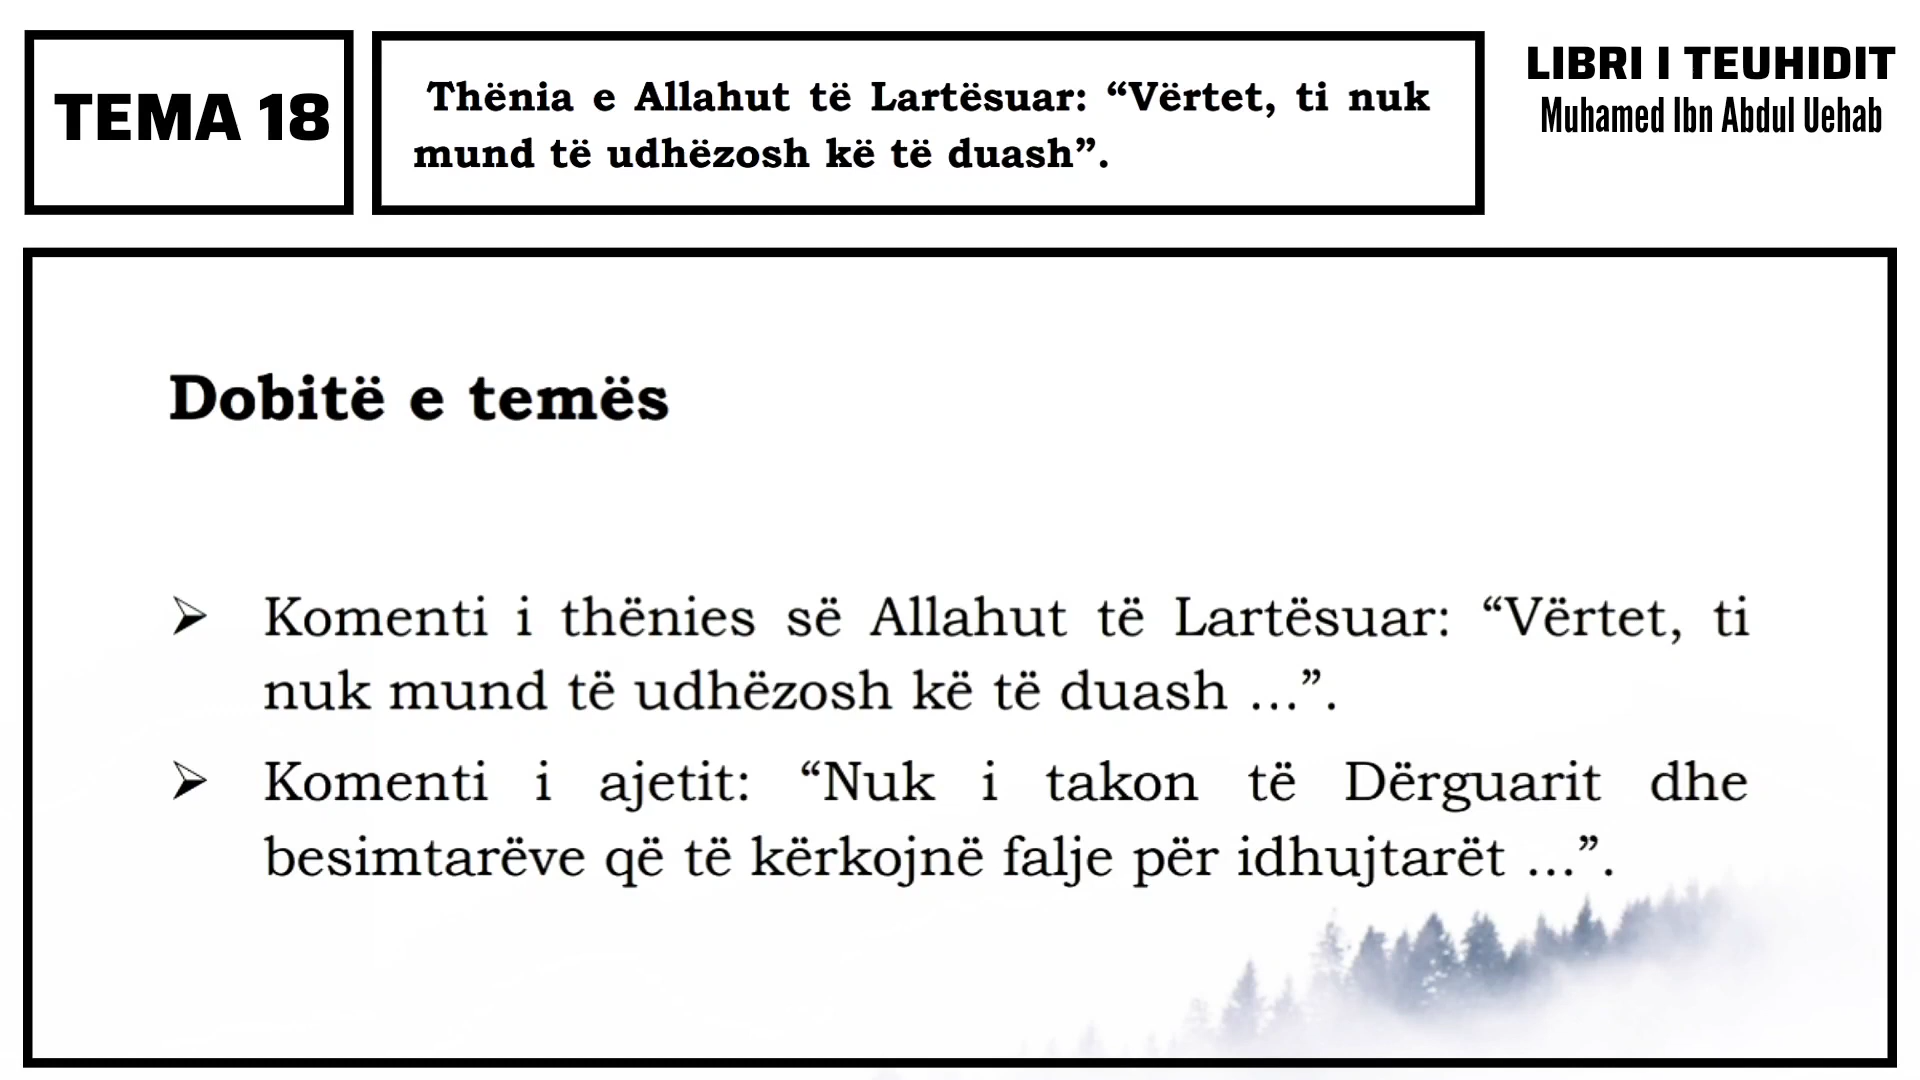 TEMA 18
Thënia e Allahut të Lartësuar: “Vërtet, ti nuk
mund të udhëzosh kë të duash”.
LIBRI I TEUHIDIT
Muhamed Ibn Abdul Uehab
Dobitë e temës
➢ Komenti i thënies së Allahut të Lartësuar: “Vërtet, ti
nuk mund të udhëzosh kë të duash ...”.
➢ Komenti i ajetit: “Nuk i takon të Dërguarit dhe
besimtarëve që të kërkojnë falje për idhujtarët ...”.